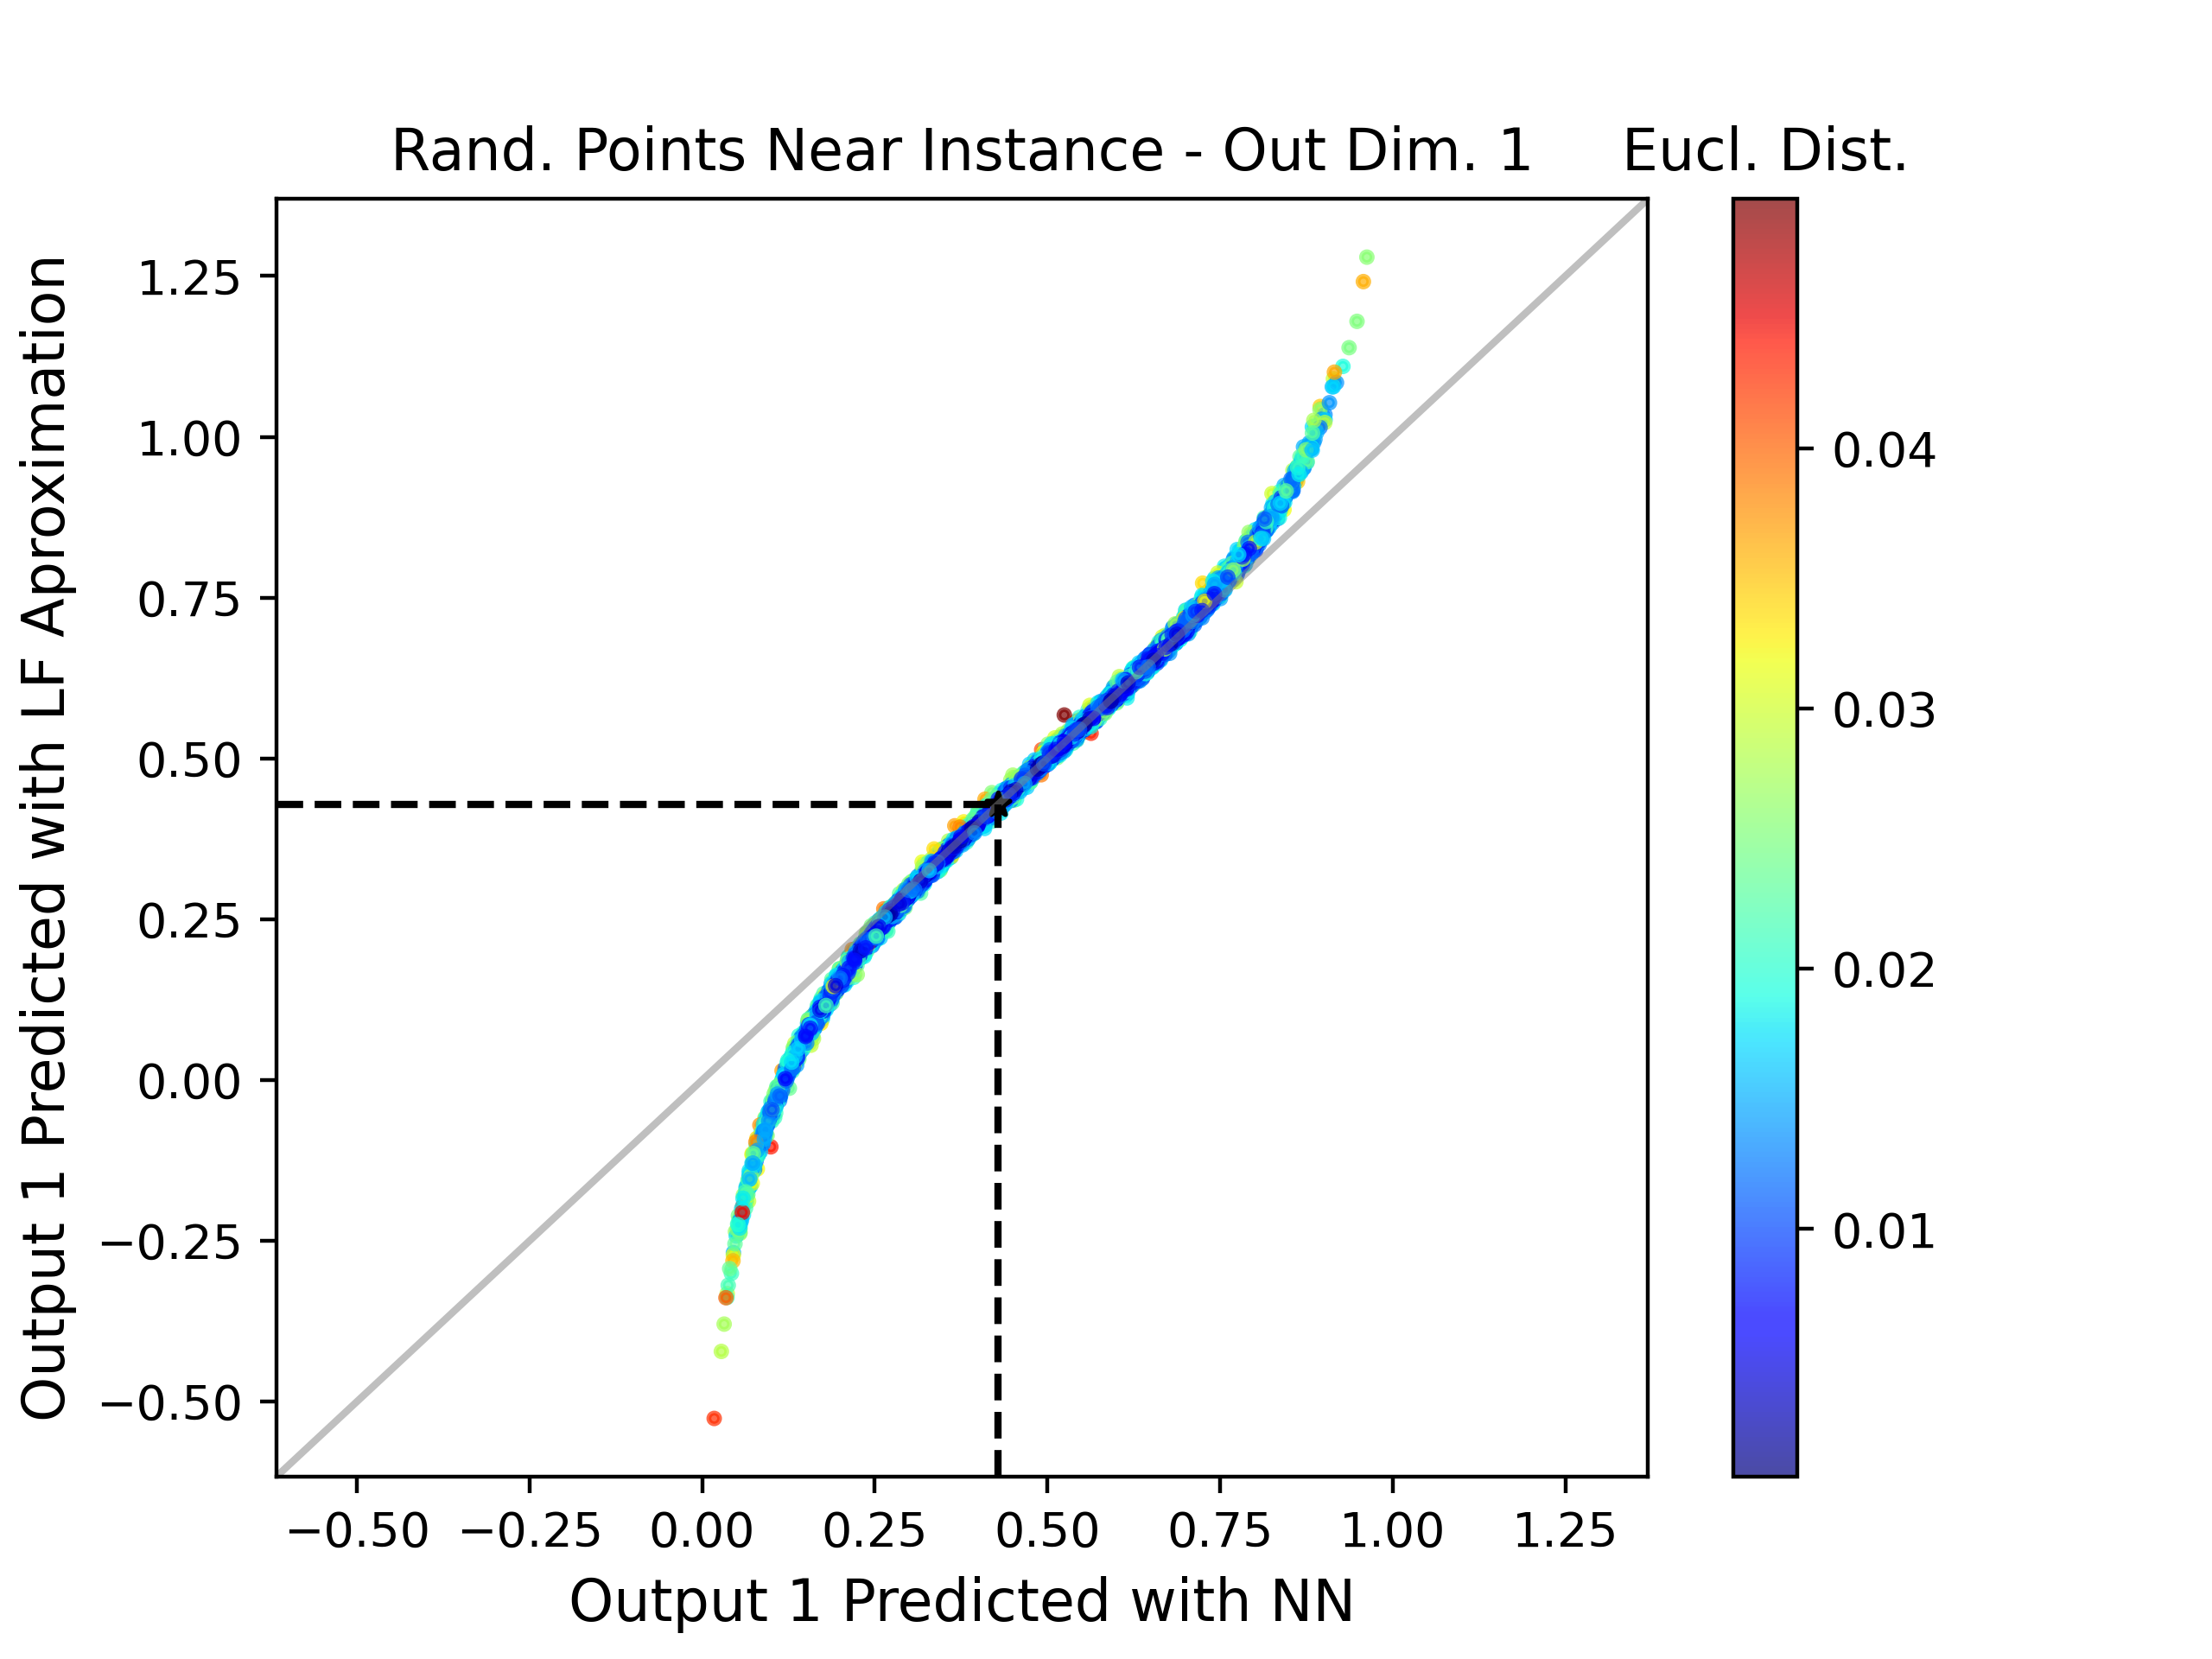 Rand. Points Near Instance - Out Dim. 1
Eucl. Dist.
Output 1 Predicted with LF Aproximation
1.25
1.00
0.75
0.50
0.25
0.00
−0.25
−0.50
−0.50 −0.25 0.00 0.25 0.50 0.75 1.00 1.25
Output 1 Predicted with NN
0.04
0.03
0.02
0.01